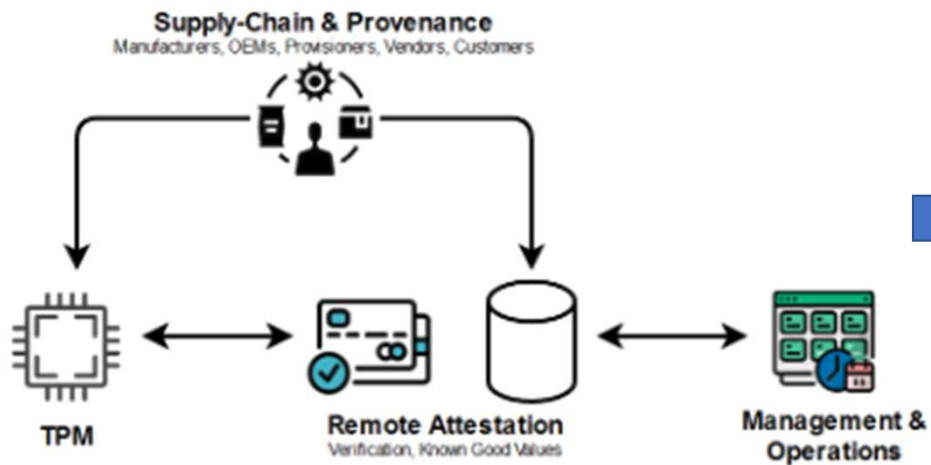 Supply-Chain & Provenance
Manufacturers, OEMs, Provisioners, Vendors, Customers
TPM
Remote Attestation
Verification, Known Good Values
Management &
Operations